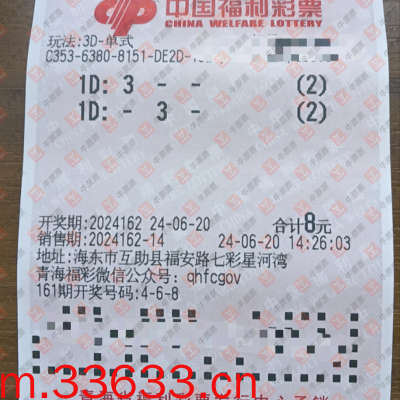 中国福利彩票
CHINA WELFARE LOTTERY
玩法:3D-单式
C353-6380-8151-DE2D-
1D: 3 - - (2)
1D: - 3 - (2)
开奖期:2024162 24-06-20 合计8元
销售期:2024162-14 24-06-20 14:26:03
地址:海东市互助县福安路七彩星河湾
青海福彩微信公众号: qhfcgov
161期开奖号码:4-6-8
m.33633.cn